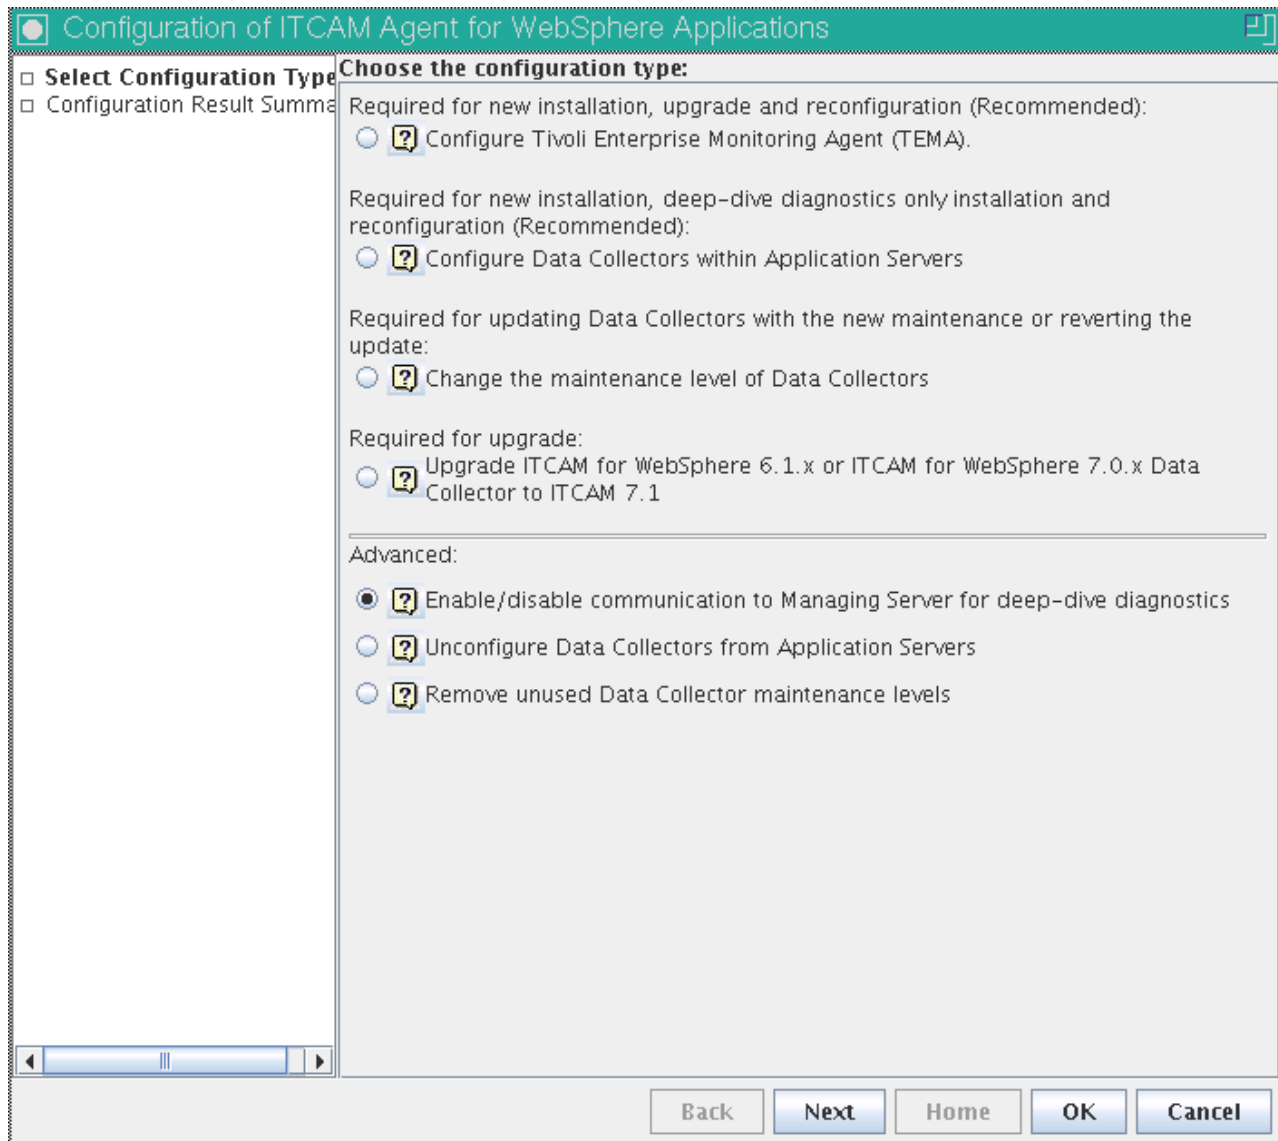 Configuration of ITCAM Agent for WebSphere Applications
Select Configuration Type
Configuration Result Summa
Choose the configuration type:
Required for new installation, upgrade and reconfiguration (Recommended):
Configure Tivoli Enterprise Monitoring Agent (TEMA).
Required for new installation, deep-dive diagnostics only installation and
reconfiguration (Recommended):
Configure Data Collectors within Application Servers
Required for updating Data Collectors with the new maintenance or reverting the
update:
Change the maintenance level of Data Collectors
Required for upgrade:
Upgrade ITCAM for WebSphere 6.1.x or ITCAM for WebSphere 7.0.x Data
Collector to ITCAM 7.1
Advanced:
Enable/disable communication to Managing Server for deep-dive diagnostics
Unconfigure Data Collectors from Application Servers
Remove unused Data Collector maintenance levels
Back Next Home OK Cancel